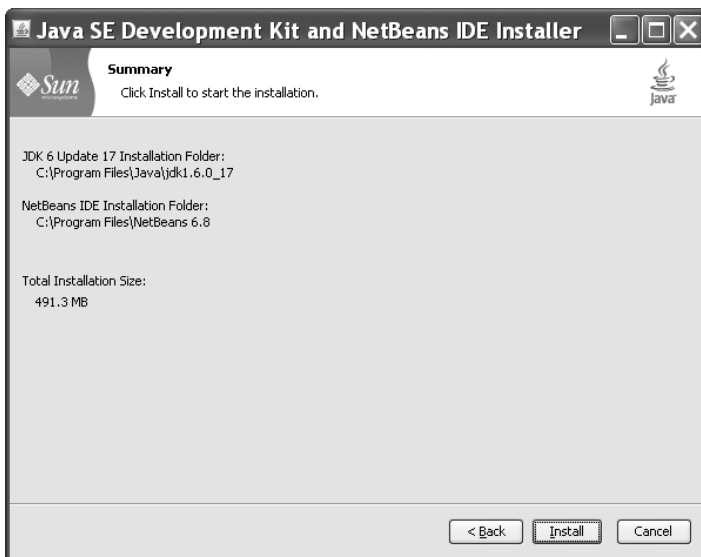 Java SE Development Kit and NetBeans IDE Installer
Sun
microsystems
Summary
Click Install to start the installation.
Java
JDK 6 Update 17 Installation Folder:
C:\Program Files\Java\jdk1.6.0_17
NetBeans IDE Installation Folder:
C:\Program Files\NetBeans 6.8
Total Installation Size:
491.3 MB
< Back
Install
Cancel